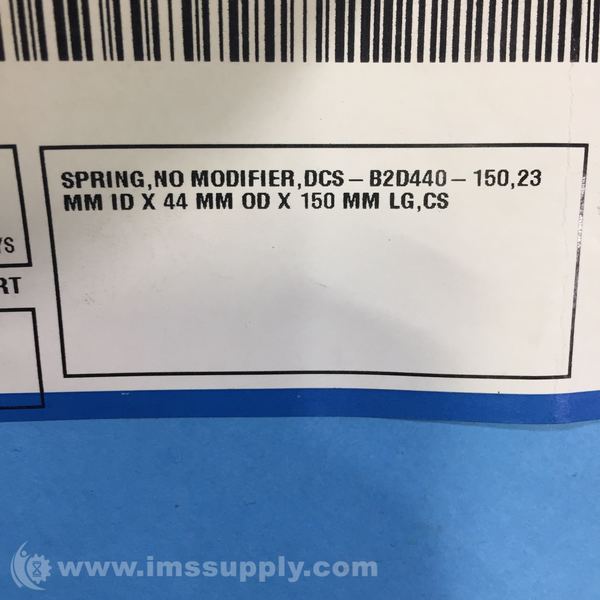 SPRING,NO MODIFIER,DCS – B2D440 – 150,23
MM ID X 44 MM OD X 150 MM LG,CS
YS
RT
www.imssupply.com